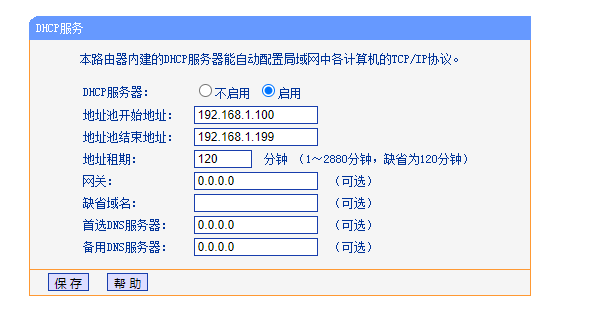 DHCP服务
本路由器内建的DHCP服务器能自动配置局域网中各计算机的TCP/IP协议。
DHCP服务器： 不启用 启用
地址池开始地址： 192.168.1.100
地址池结束地址： 192.168.1.199
地址租期： 120 分钟 （1～2880分钟，缺省为120分钟）
网关： 0.0.0.0 （可选）
缺省域名： （可选）
首选DNS服务器： 0.0.0.0 （可选）
备用DNS服务器： 0.0.0.0 （可选）
保存 帮助